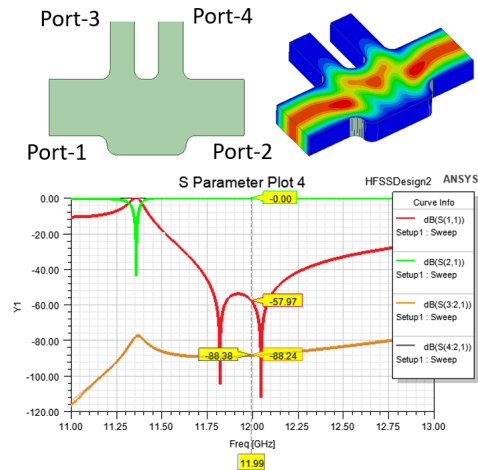 Port-3
Port-4
Port-1
Port-2
S Parameter Plot 4
HFSSDesign2
ANSYS
Curve Info
dB(S(1,1))
Setup1 : Sweep
dB(S(2,1))
Setup1 : Sweep
dB(S(3:2,1))
Setup1 : Sweep
dB(S(4:2,1))
Setup1 : Sweep
0.00
-20.00
-40.00
-60.00
-80.00
-100.00
-120.00
Y1
-0.00
-57.97
-88.38
-88.24
11.00
11.25
11.50
11.75
12.00
12.25
12.50
12.75
13.00
Freq [GHz]
11.99